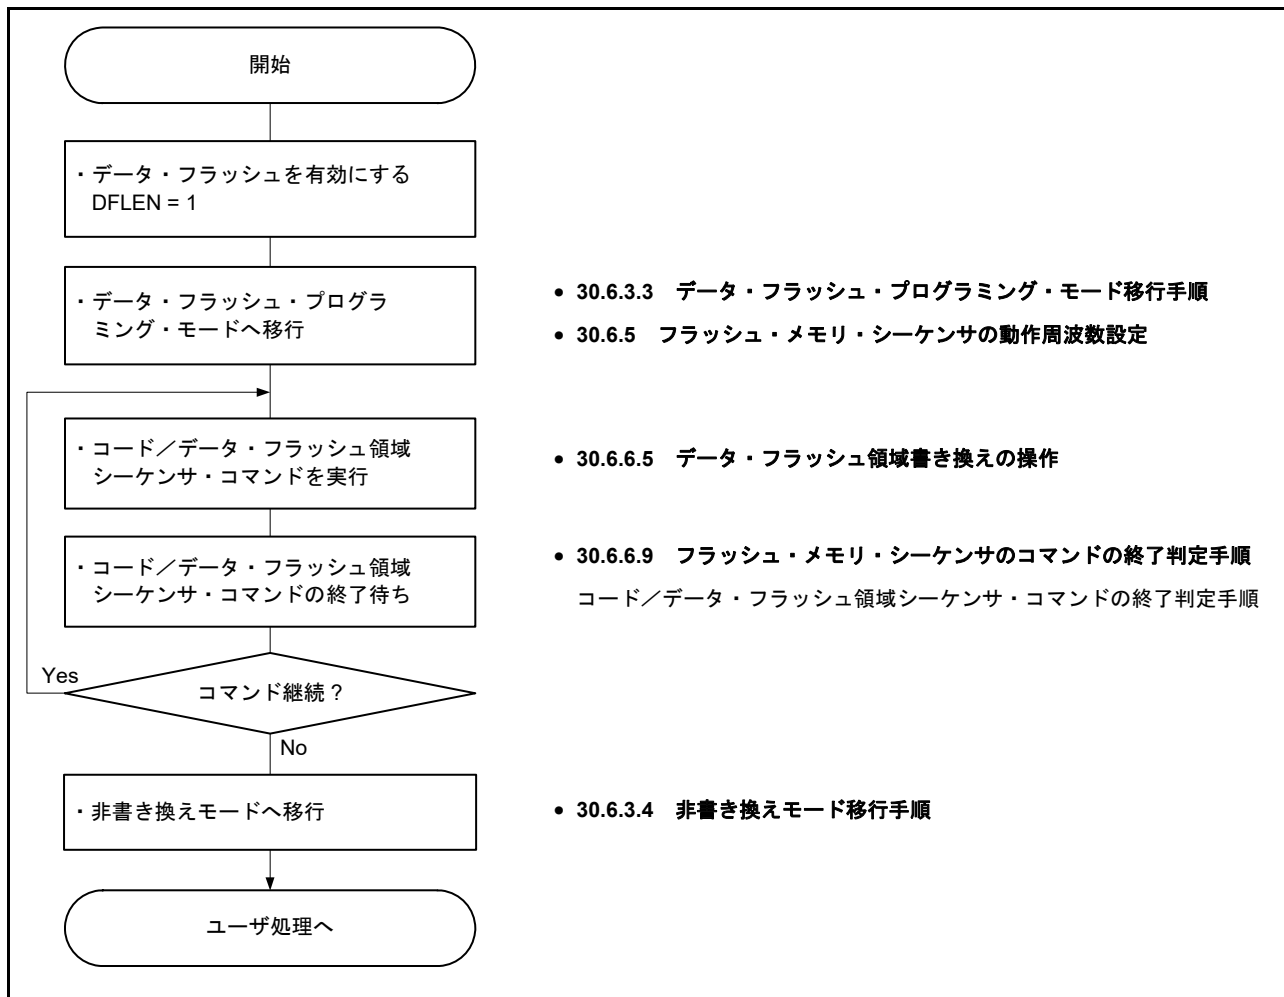 開始
・データ・フラッシュを有効にする
DFLEN = 1
・データ・フラッシュ・プログラ
ミング・モードへ移行
• 30.6.3.3 データ・フラッシュ・プログラミング・モード移行手順
• 30.6.5 フラッシュ・メモリ・シーケンサの動作周波数設定
・コード／データ・フラッシュ領域
シーケンサ・コマンドを実行
• 30.6.6.5 データ・フラッシュ領域書き換えの操作
・コード／データ・フラッシュ領域
シーケンサ・コマンドの終了待ち
• 30.6.6.9 フラッシュ・メモリ・シーケンサのコマンドの終了判定手順
コード／データ・フラッシュ領域シーケンサ・コマンドの終了判定手順
Yes
コマンド継続？
No
・非書き換えモードへ移行
• 30.6.3.4 非書き換えモード移行手順
ユーザ処理へ